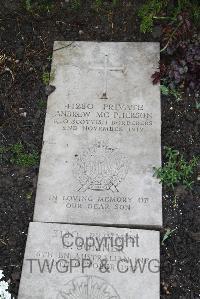 41280 PRIVATE
ANDREW MC PHERSON
SCOTTISH BORDERERS
2ND NOVEMBER 1917
IN LOVING MEMORY
OF OUR DEAR SON
Copyright
TWGPP & CWGC